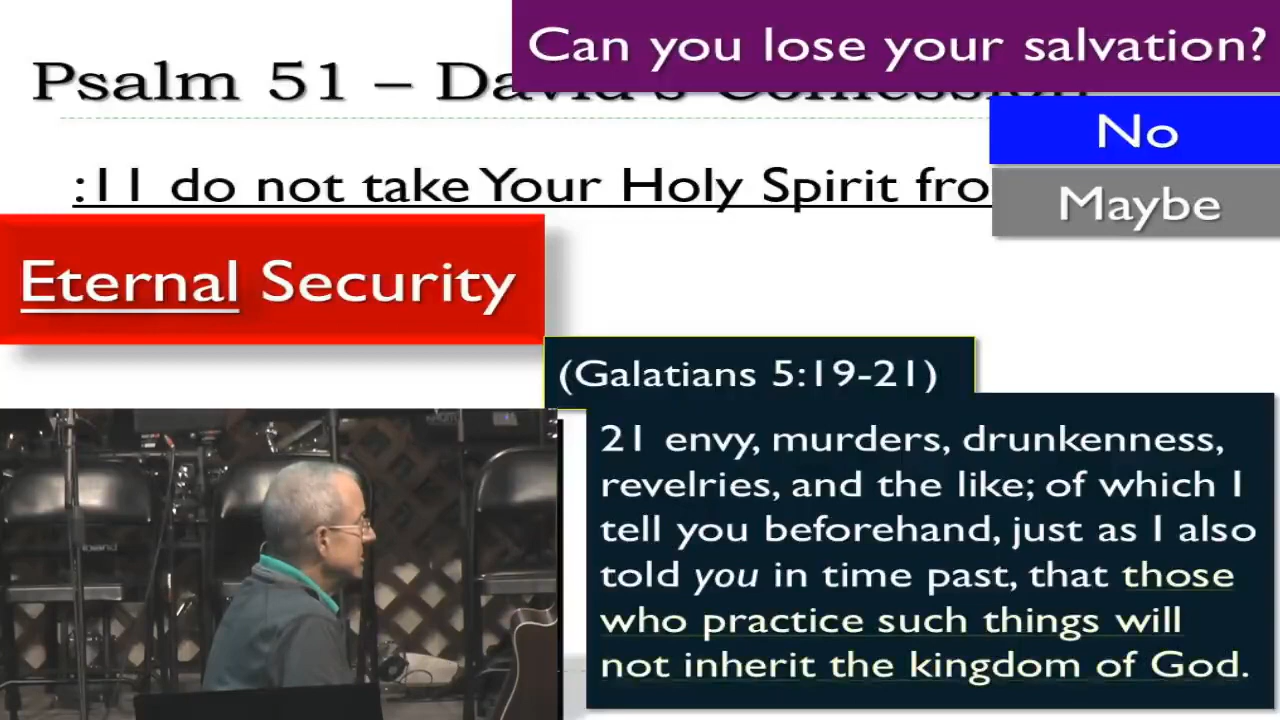 Can you lose your salvation?
Psalm 51 – David's Confession
No
:11 do not take Your Holy Spirit fro
Maybe
Eternal Security
(Galatians 5:19-21)
21 envy, murders, drunkenness,
revelries, and the like; of which I
tell you beforehand, just as I also
told you in time past, that those
who practice such things will
not inherit the kingdom of God.